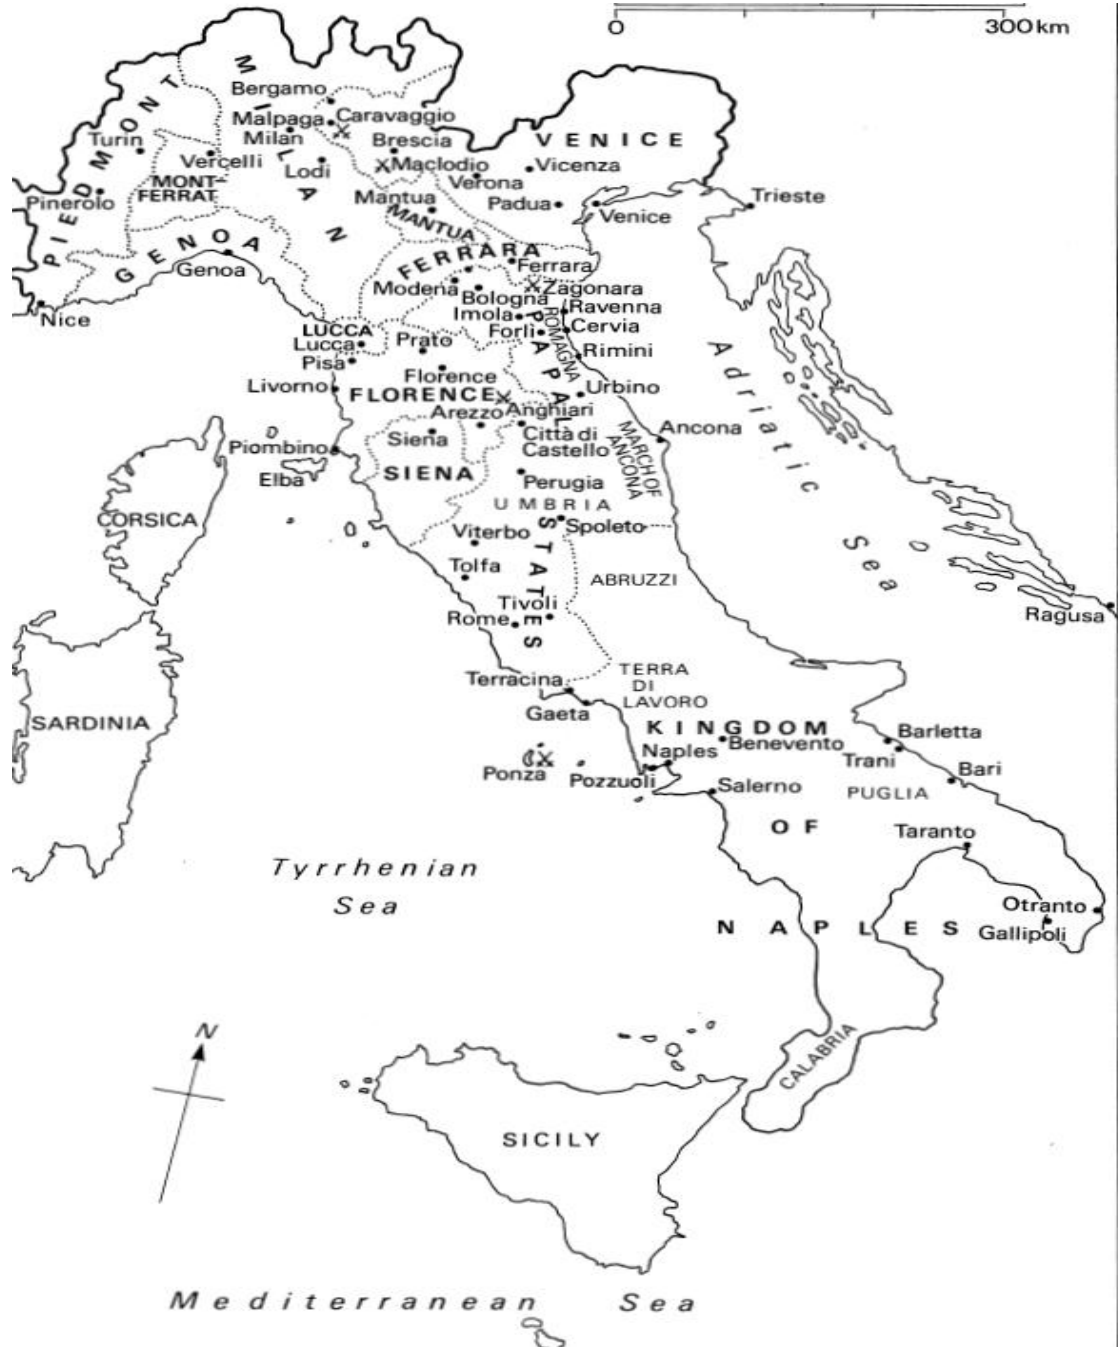 0 300 km
MILAN
PIEDMONT
Bergamo
Malpaga
Caravaggio
Milan
Brescia
VENICE
Turin
Vercelli
Lodi
Maclodio
Vicenza
Verona
MONT-
FERRAT
Pinerolo
Mantua
MANTUA
Padua
Venice
Trieste
GENOA
Genoa
FERRARA
Ferrara
Modena
Bologna
Zagonara
Imola
Ravenna
Nice
LUCCA
Lucca
Prato
Forlì
Cervia
ROMAGNA
Rimini
Pisa
Florence
Livorno
FLORENCE
Urbino
PAPAL
Arezzo
Anghiari
Adriatic
Sea
Siena
Città di
Castello
MARCH OF
ANCONA
Ancona
Piombino
Elba
SIENA
Perugia
UMBRIA
CORSICA
Spoleto
Viterbo
STATES
Tolfa
ABRUZZI
Tivoli
Rome
Ragusa
Terracina
TERRA
DI
LAVORO
SARDINIA
Gaeta
KINGDOM
Barletta
Naples
Benevento
Trani
Ponza
Pozzuoli
Bari
Salerno
PUGLIA
OF
Taranto
Tyrrhenian
Sea
Otranto
NAPLES
Gallipoli
N
CALABRIA
SICILY
Mediterranean Sea